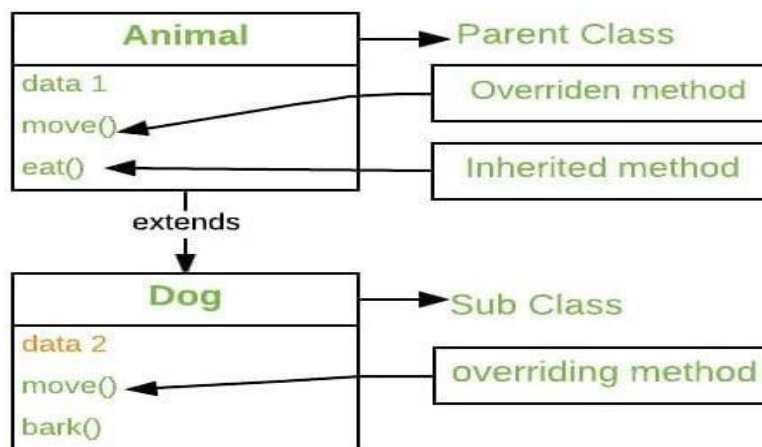 Animal
Parent Class
data 1
Overriden method
move()
eat()
Inherited method
extends
Dog
Sub Class
data 2
move()
overriding method
bark()